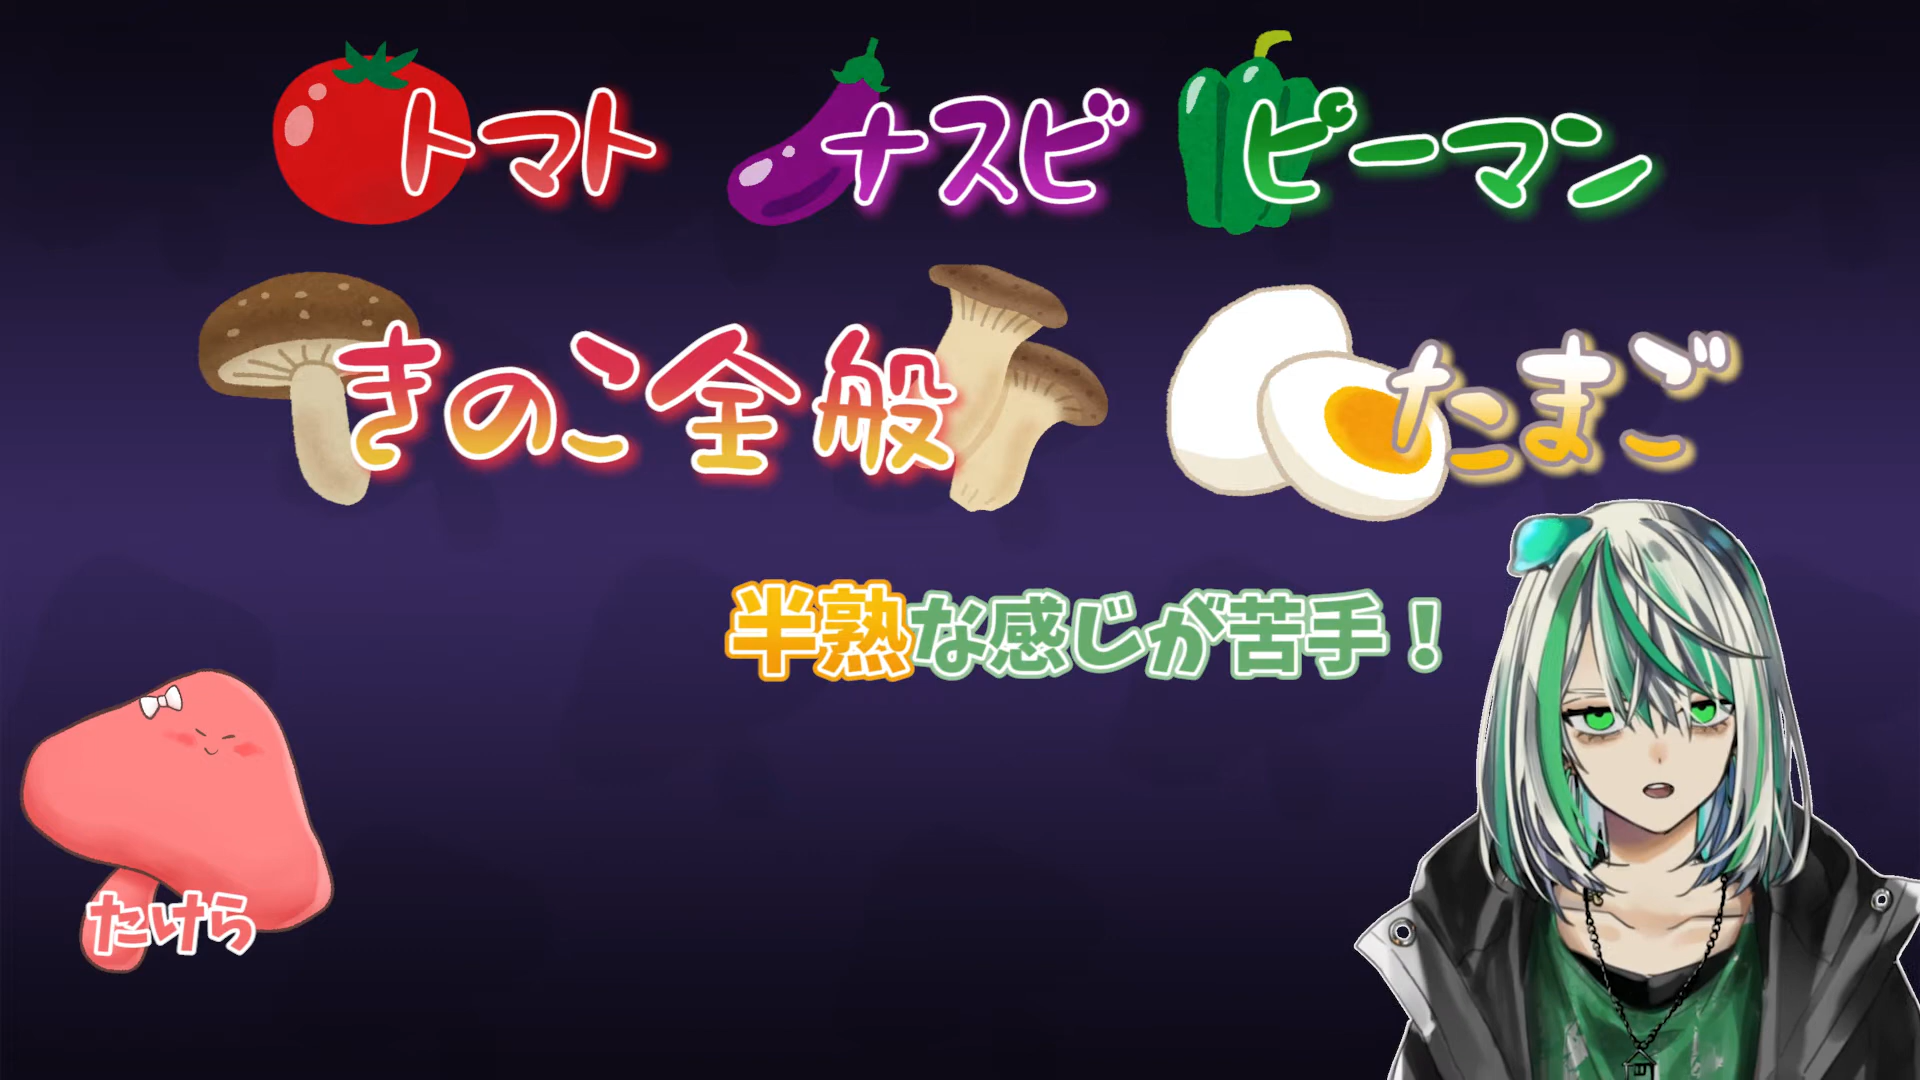 トマト ナスビ ピーマン
きのこ全般 たまご
半熟な感じが苦手！
たけら